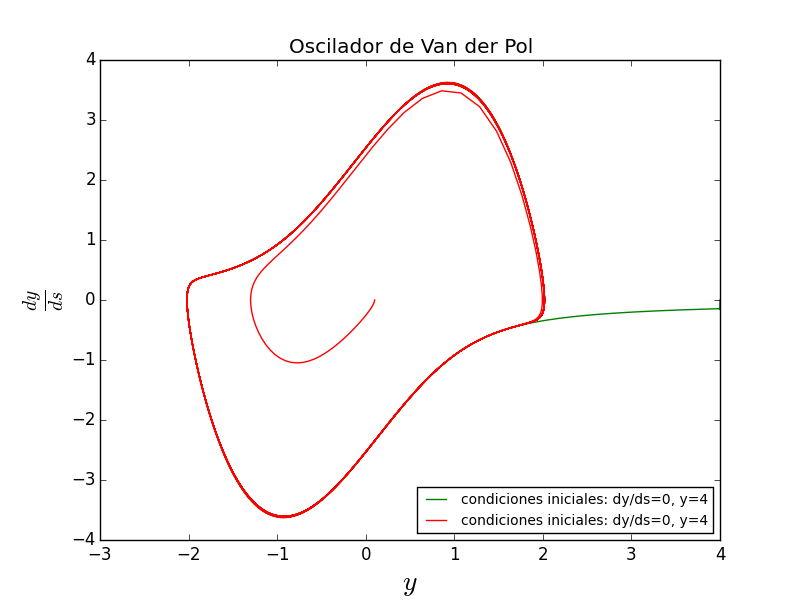 Oscilador de Van der Pol
4
3
2
1
0
−1
−2
−3
−4
dy
ds
−3
−2
−1
0
1
2
3
4
y
condiciones iniciales: dy/ds=0, y=4
condiciones iniciales: dy/ds=0, y=4